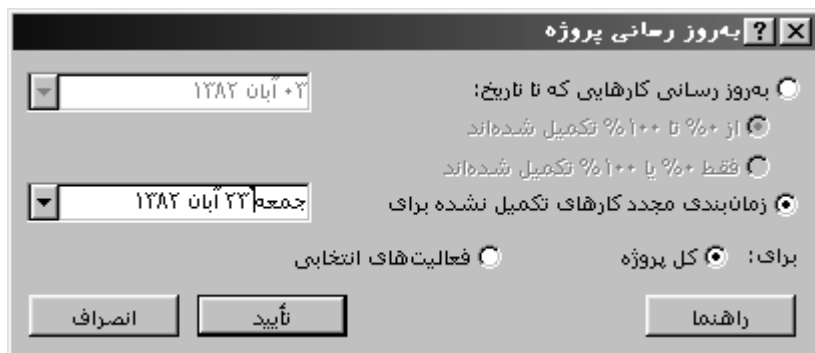 به‌روز رسانی پروژه
به‌روز رسانی کارهایی که تا تاریخ: ۰۳ آبان ۱۳۸۲
از ۰% تا ۱۰۰% تکمیل شده‌اند
فقط ۰% یا ۱۰۰% تکمیل شده‌اند
زمان‌بندی مجدد کارهای تکمیل نشده برای جمعه ۲۳ آبان ۱۳۸۲
برای: کل پروژه فعالیت‌های انتخابی
راهنما تأیید انصراف